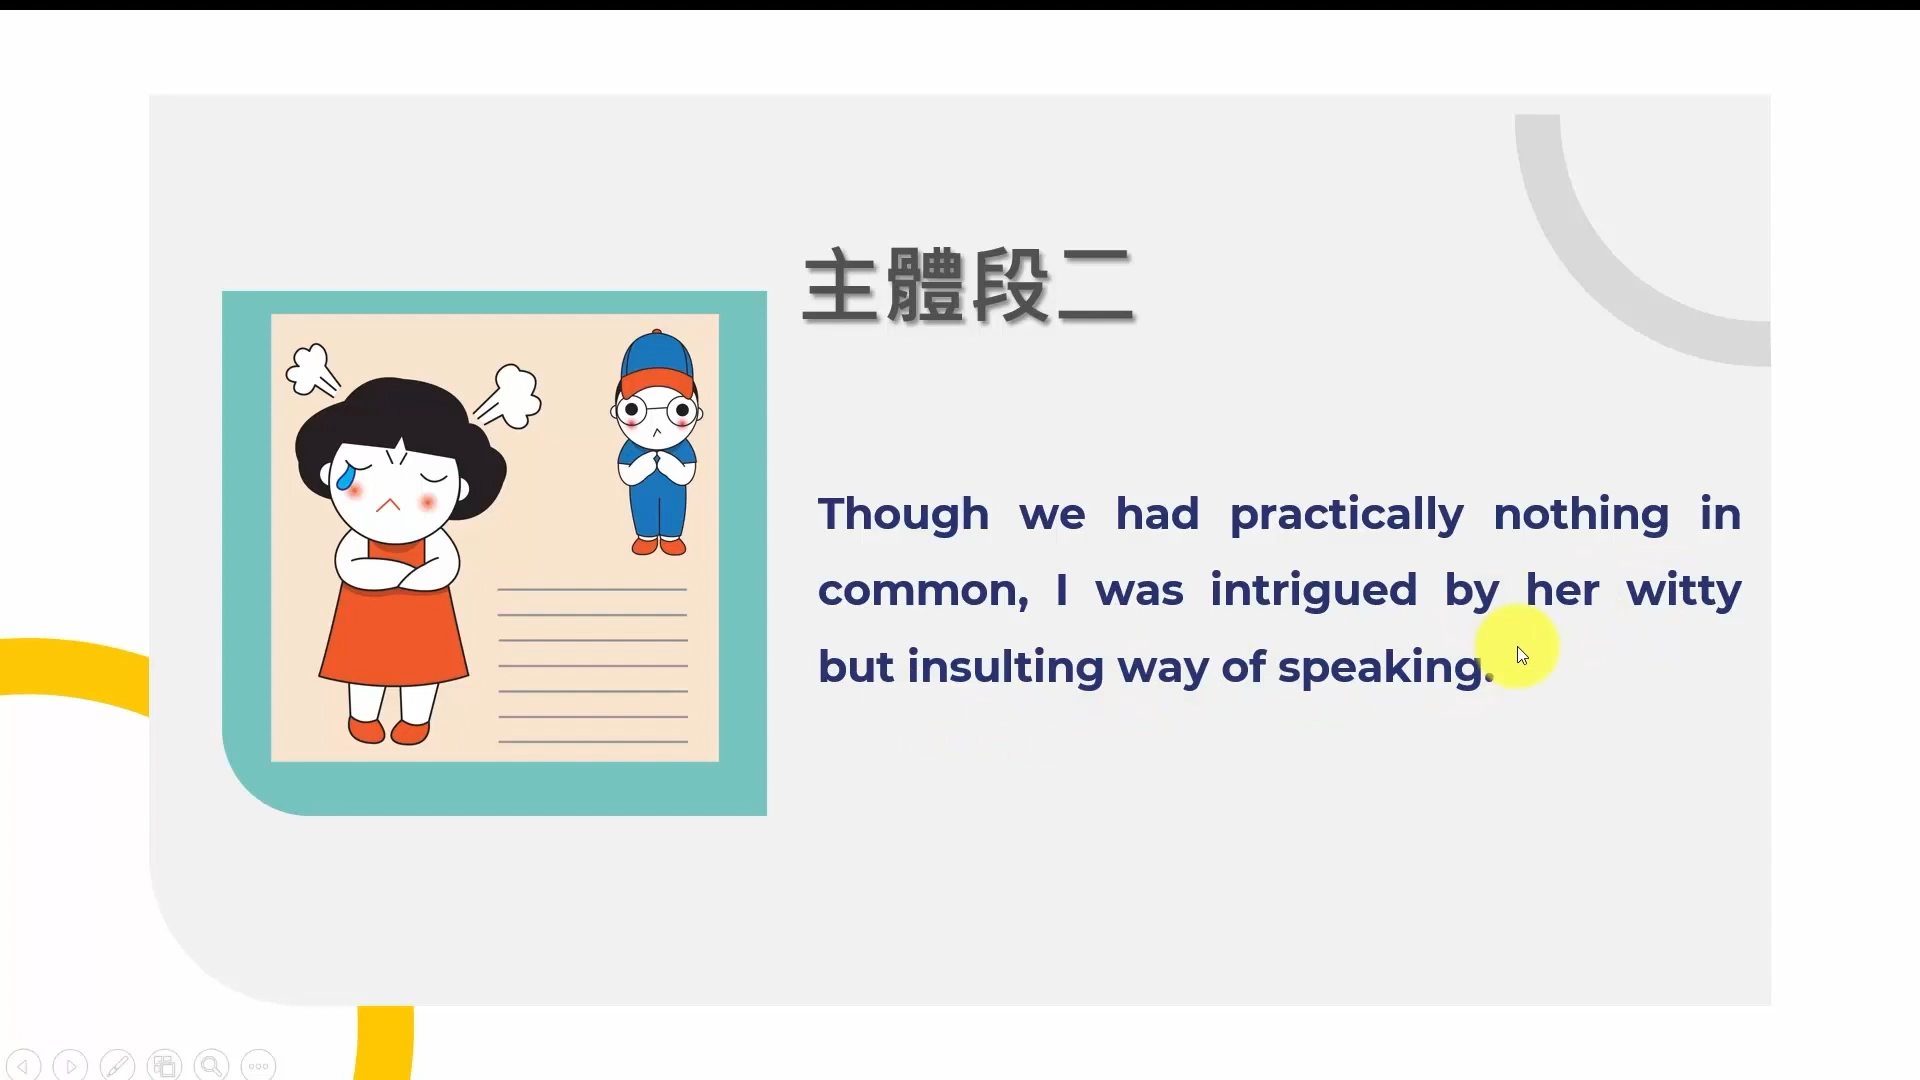 主體段二
Though we had practically nothing in
common, I was intrigued by her witty
but insulting way of speaking.